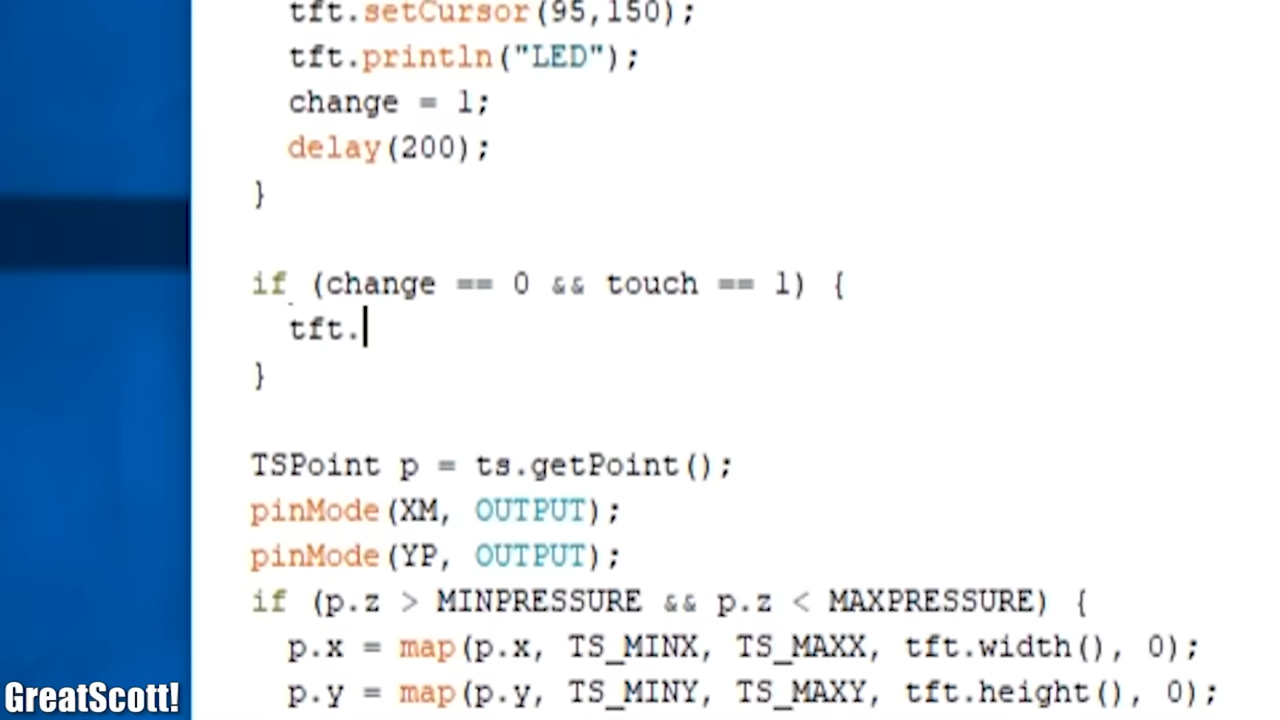 tft.setCursor(95,150);
tft.println("LED");
change = 1;
delay(200);
}
if (change == 0 && touch == 1) {
tft.
}
TSPoint p = ts.getPoint();
pinMode(XM, OUTPUT);
pinMode(YP, OUTPUT);
if (p.z > MINPRESSURE && p.z < MAXPRESSURE) {
p.x = map(p.x, TS_MINX, TS_MAXX, tft.width(), 0);
p.y = map(p.y, TS_MINY, TS_MAXY, tft.height(), 0);
GreatScott!